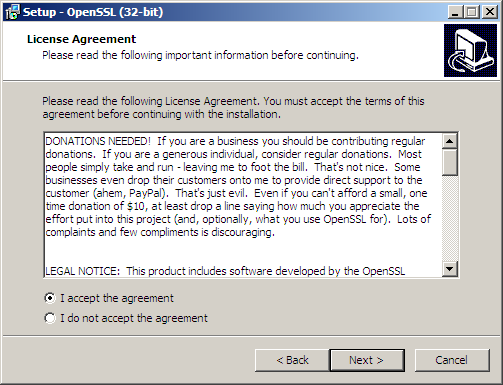 Setup - OpenSSL (32-bit)
License Agreement
Please read the following important information before continuing.
Please read the following License Agreement. You must accept the terms of this
agreement before continuing with the installation.
DONATIONS NEEDED!  If you are a business you should be contributing regular
donations.  If you are a generous individual, consider regular donations.  Most
people simply take and run - leaving me to foot the bill.  That's not nice.  Some
businesses even drop their customers onto me to provide direct support to the
customer (ahem, PayPal).  That's just evil.  Even if you can't afford a small, one
time donation of $10, at least drop a line saying how much you appreciate the
effort put into this project (and, optionally, what you use OpenSSL for).  Lots of
complaints and few compliments is discouraging.
LEGAL NOTICE:  This product includes software developed by the OpenSSL
I accept the agreement
I do not accept the agreement
< Back
Next >
Cancel